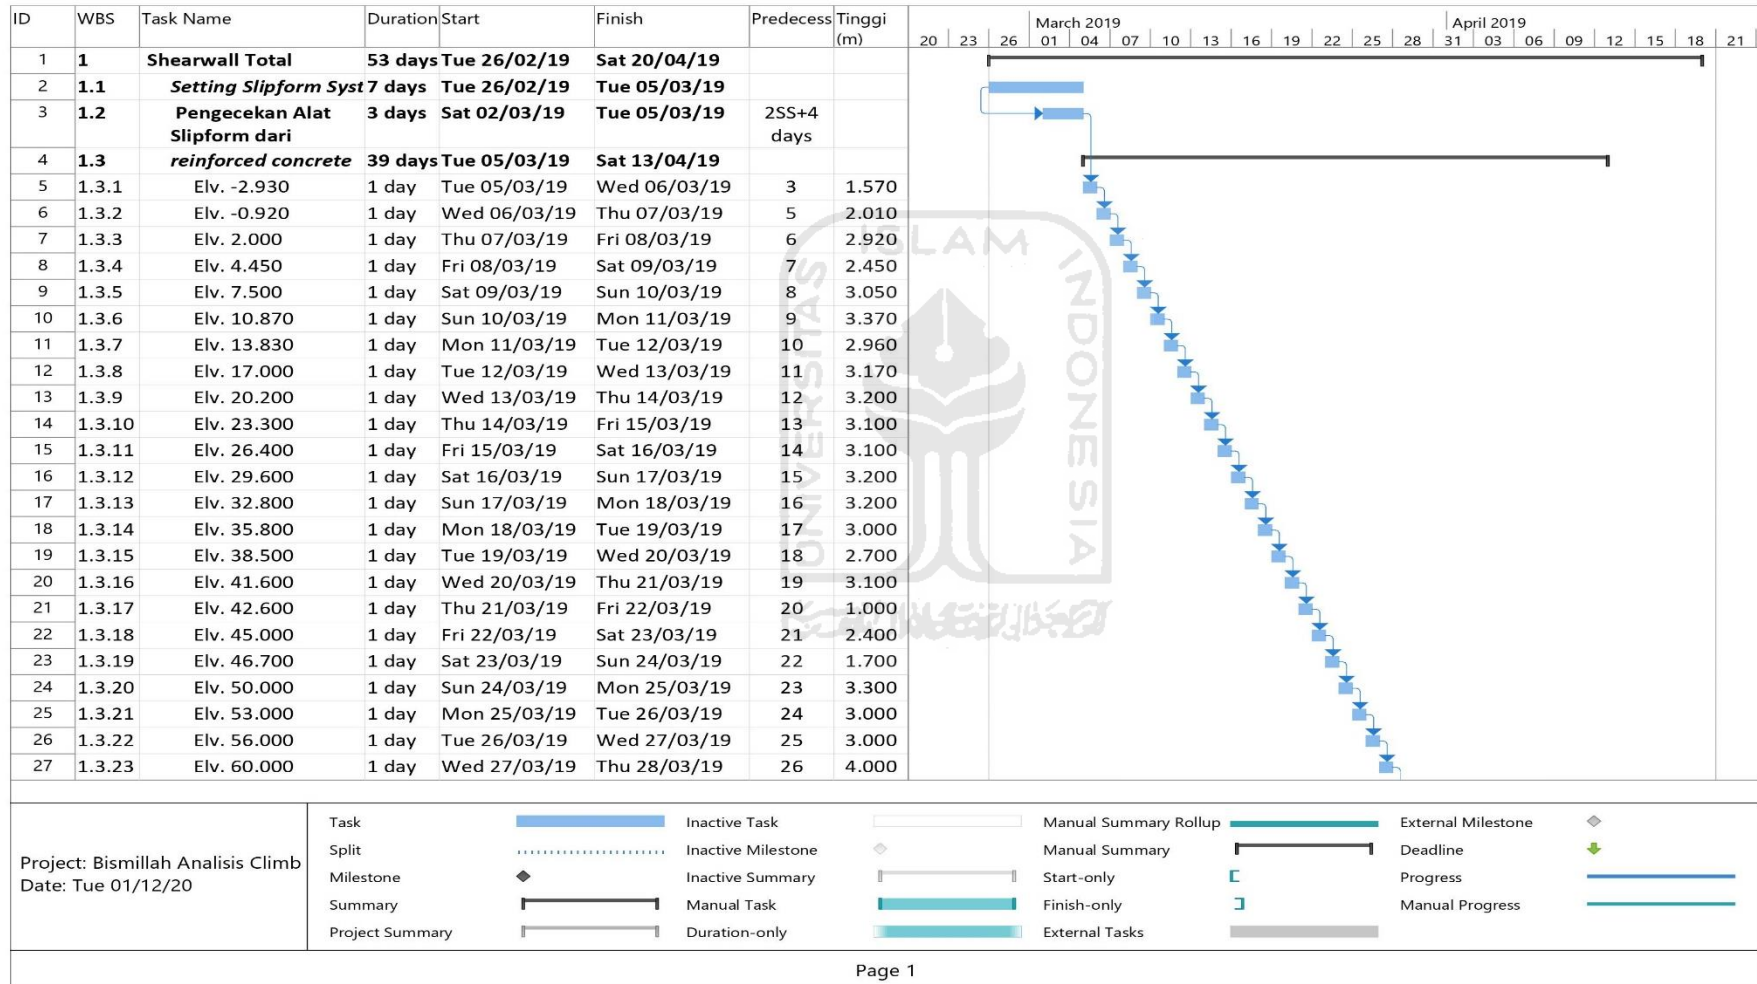 ID WBS Task Name Duration Start Finish Predecess Tinggi (m)
March 2019 April 2019
20 23 26 01 04 07 10 13 16 19 22 25 28 31 03 06 09 12 15 18 21
1 1 Shearwall Total 53 days Tue 26/02/19 Sat 20/04/19
2 1.1 Setting Slipform Syst 7 days Tue 26/02/19 Tue 05/03/19
3 1.2 Pengecekan Alat Slipform dari 3 days Sat 02/03/19 Tue 05/03/19 2SS+4 days
4 1.3 reinforced concrete 39 days Tue 05/03/19 Sat 13/04/19
5 1.3.1 Elv. -2.930 1 day Tue 05/03/19 Wed 06/03/19 3 1.570
6 1.3.2 Elv. -0.920 1 day Wed 06/03/19 Thu 07/03/19 5 2.010
7 1.3.3 Elv. 2.000 1 day Thu 07/03/19 Fri 08/03/19 6 2.920
8 1.3.4 Elv. 4.450 1 day Fri 08/03/19 Sat 09/03/19 7 2.450
9 1.3.5 Elv. 7.500 1 day Sat 09/03/19 Sun 10/03/19 8 3.050
10 1.3.6 Elv. 10.870 1 day Sun 10/03/19 Mon 11/03/19 9 3.370
11 1.3.7 Elv. 13.830 1 day Mon 11/03/19 Tue 12/03/19 10 2.960
12 1.3.8 Elv. 17.000 1 day Tue 12/03/19 Wed 13/03/19 11 3.170
13 1.3.9 Elv. 20.200 1 day Wed 13/03/19 Thu 14/03/19 12 3.200
14 1.3.10 Elv. 23.300 1 day Thu 14/03/19 Fri 15/03/19 13 3.100
15 1.3.11 Elv. 26.400 1 day Fri 15/03/19 Sat 16/03/19 14 3.100
16 1.3.12 Elv. 29.600 1 day Sat 16/03/19 Sun 17/03/19 15 3.200
17 1.3.13 Elv. 32.800 1 day Sun 17/03/19 Mon 18/03/19 16 3.200
18 1.3.14 Elv. 35.800 1 day Mon 18/03/19 Tue 19/03/19 17 3.000
19 1.3.15 Elv. 38.500 1 day Tue 19/03/19 Wed 20/03/19 18 2.700
20 1.3.16 Elv. 41.600 1 day Wed 20/03/19 Thu 21/03/19 19 3.100
21 1.3.17 Elv. 42.600 1 day Thu 21/03/19 Fri 22/03/19 20 1.000
22 1.3.18 Elv. 45.000 1 day Fri 22/03/19 Sat 23/03/19 21 2.400
23 1.3.19 Elv. 46.700 1 day Sat 23/03/19 Sun 24/03/19 22 1.700
24 1.3.20 Elv. 50.000 1 day Sun 24/03/19 Mon 25/03/19 23 3.300
25 1.3.21 Elv. 53.000 1 day Mon 25/03/19 Tue 26/03/19 24 3.000
26 1.3.22 Elv. 56.000 1 day Tue 26/03/19 Wed 27/03/19 25 3.000
27 1.3.23 Elv. 60.000 1 day Wed 27/03/19 Thu 28/03/19 26 4.000
UNIVERSITAS ISLAM INDONESIA
Project: Bismillah Analisis Climb
Date: Tue 01/12/20
Task Inactive Task Manual Summary Rollup External Milestone
Split Inactive Milestone Manual Summary Deadline
Milestone Inactive Summary Start-only Progress
Summary Manual Task Finish-only Manual Progress
Project Summary Duration-only External Tasks
Page 1